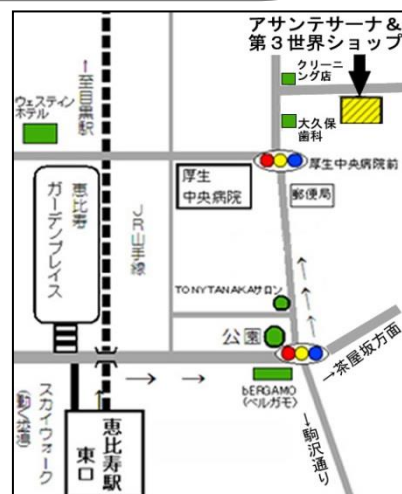 アサンテサーナ&
第3世界ショップ
クリーニ
ング店
←至目黒駅
ウェスティン
ホテル
大久保
歯科
厚生中央病院前
厚生
中央病院
郵便局
恵比寿
ガーデンプレイス
JR山手線
TONYTANAKAサロン
公園
→茶屋坂方面
bERGAMO
(ベルガモ)
スカイウォーク
(動く歩道)
恵比寿駅
東口
→駒沢通り